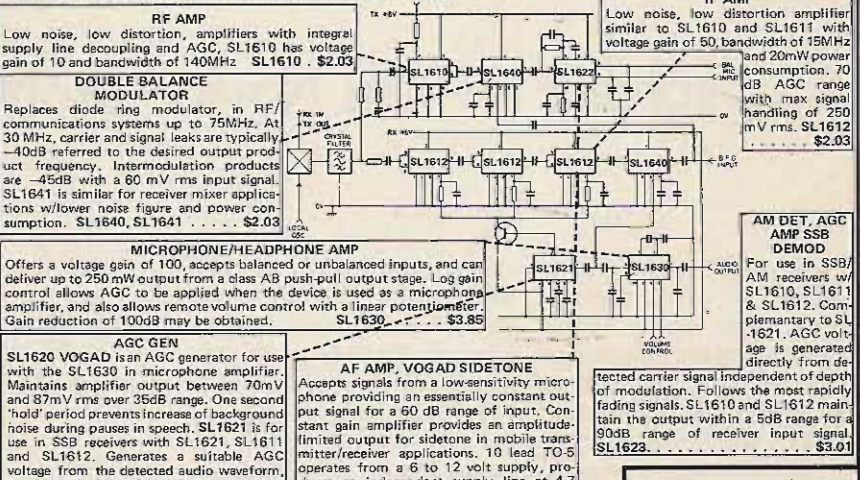 RF AMP
Low noise, low distortion, amplifiers with integral
supply line decoupling and AGC, SL1610 has voltage
gain of 10 and bandwidth of 140MHz SL1610 . $2.03
DOUBLE BALANCE
MODULATOR
Replaces diode ring modulator, in RF/
communications systems up to 75MHz. At
30 MHz, carrier and signal leaks are typically
—40dB referred to the desired output prod-
uct frequency. Intermodulation products
are —45dB with a 60 mV rms input signal.
SL1641 is similar for receiver mixer applica-
tions w/lower noise figure and power con-
sumption. SL1640, SL1641 . . . . . $2.03
MICROPHONE/HEADPHONE AMP
Offers a voltage gain of 100, accepts balanced or unbalanced inputs, and can
deliver up to 250 mW output from a class AB push-pull output stage. Log gain
control allows AGC to be applied when the device is used as a microphone
amplifier, and also allows remote volume control with a linear potentiometer.
Gain reduction of 100dB may be obtained. SL1630 . . . . . $3.85
AGC GEN
SL1620 VOGAD is an AGC generator for use
with the SL1630 in microphone amplifier.
Maintains amplifier output between 70mV
and 87mV rms over 35dB range. One second
'hold' period prevents increase of background
noise during pauses in speech. SL1621 is for
use in SSB receivers with SL1621, SL1611
and SL1612. Generates a suitable AGC
voltage from the detected audio waveform,
AF AMP, VOGAD SIDETONE
Accepts signals from a low-sensitivity micro-
phone providing an essentially constant out-
put signal for a 60 dB range of input. Con-
stant gain amplifier provides an amplitude-
limited output for sidetone in mobile trans-
mitter/receiver applications. 10 lead TO-5
operates from a 6 to 12 volt supply, pro-
TX +6V
SL1610
SL1640
SL1622
BAL
MIC
INPUT
0V
RX IN
TX OUT
CRYSTAL
FILTER
RX +6V
SL1612
SL1612
SL1612
SL1640
B.F.O
INPUT
0V
LOCAL
OSC
SL1621
SL1630
AUDIO
OUTPUT
VOLUME
CONTROL
Low noise, low distortion amplifier
similar to SL1610 and SL1611 with
voltage gain of 50, bandwidth of 15MHz
and 20mW power
consumption. 70
dB AGC range
with max signal
handling of 250
mV rms. SL1612
. . . . . $2.03
AM DET, AGC
AMP SSB
DEMOD
For use in SSB/
AM receivers w/
SL1610, SL1611
& SL1612. Com-
plemantary to SL
-1621. AGC volt-
age is generated
directly from de-
tected carrier signal independent of depth
of modulation. Follows the most rapidly
fading signals. SL1610 and SL1612 main-
tain the output within a 5dB range for a
90dB range of receiver input signal.
SL1623. . . . . . . . . . . . . . . . $3.01